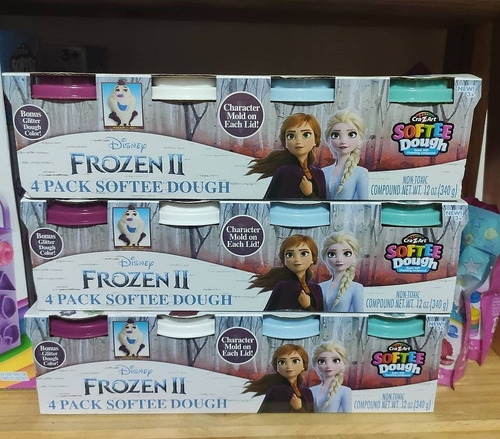 NEW!
Bonus
Glitter
Dough
Color!
Character
Mold on
Each Lid!
Cra-Z-Art
SOFTEE
Dough
Disney
FROZEN II
4 PACK SOFTEE DOUGH
NON-TOXIC
COMPOUND NET WT. 12 oz (340 g)
Bonus
Glitter
Dough
Color!
Character
Mold on
Each Lid!
NEW!
Cra-Z-Art
SOFTEE
Dough
Disney
FROZEN II
4 PACK SOFTEE DOUGH
NON-TOXIC
COMPOUND NET WT. 12 oz (340 g)
Bonus
Glitter
Dough
Color!
Character
Mold on
Each Lid!
NEW!
Cra-Z-Art
SOFTEE
Dough
Disney
FROZEN II
4 PACK SOFTEE DOUGH
NON-TOXIC
COMPOUND NET WT. 12 oz (340 g)